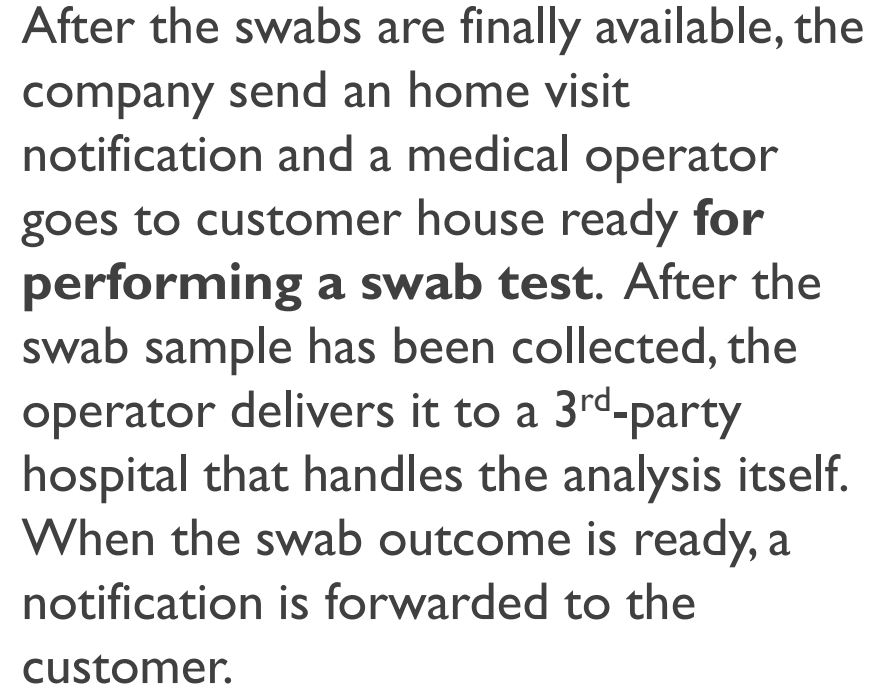 After the swabs are finally available, the
company send an home visit
notification and a medical operator
goes to customer house ready for
performing a swab test. After the
swab sample has been collected, the
operator delivers it to a 3rd-party
hospital that handles the analysis itself.
When the swab outcome is ready, a
notification is forwarded to the
customer.